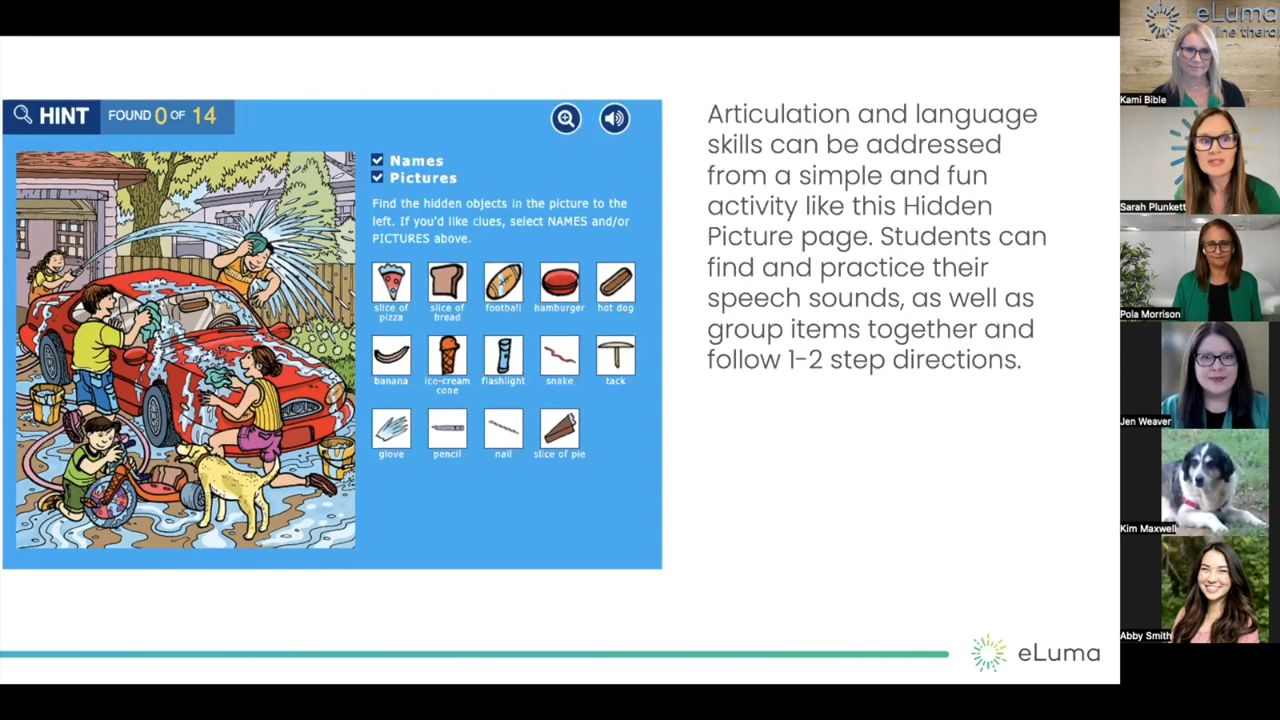 HINT
FOUND 0 OF 14
Names
Pictures
Find the hidden objects in the picture to the
left. If you'd like clues, select NAMES and/or
PICTURES above.
slice of pizza
slice of bread
football
hamburger
hot dog
banana
ice-cream cone
flashlight
snake
tack
glove
pencil
nail
slice of pie
Articulation and language
skills can be addressed
from a simple and fun
activity like this Hidden
Picture page. Students can
find and practice their
speech sounds, as well as
group items together and
follow 1-2 step directions.
eLuma
eLuma
Kami Bible
Sarah Plunkett
Pola Morrison
Jen Weaver
Kim Maxwell
Abby Smith